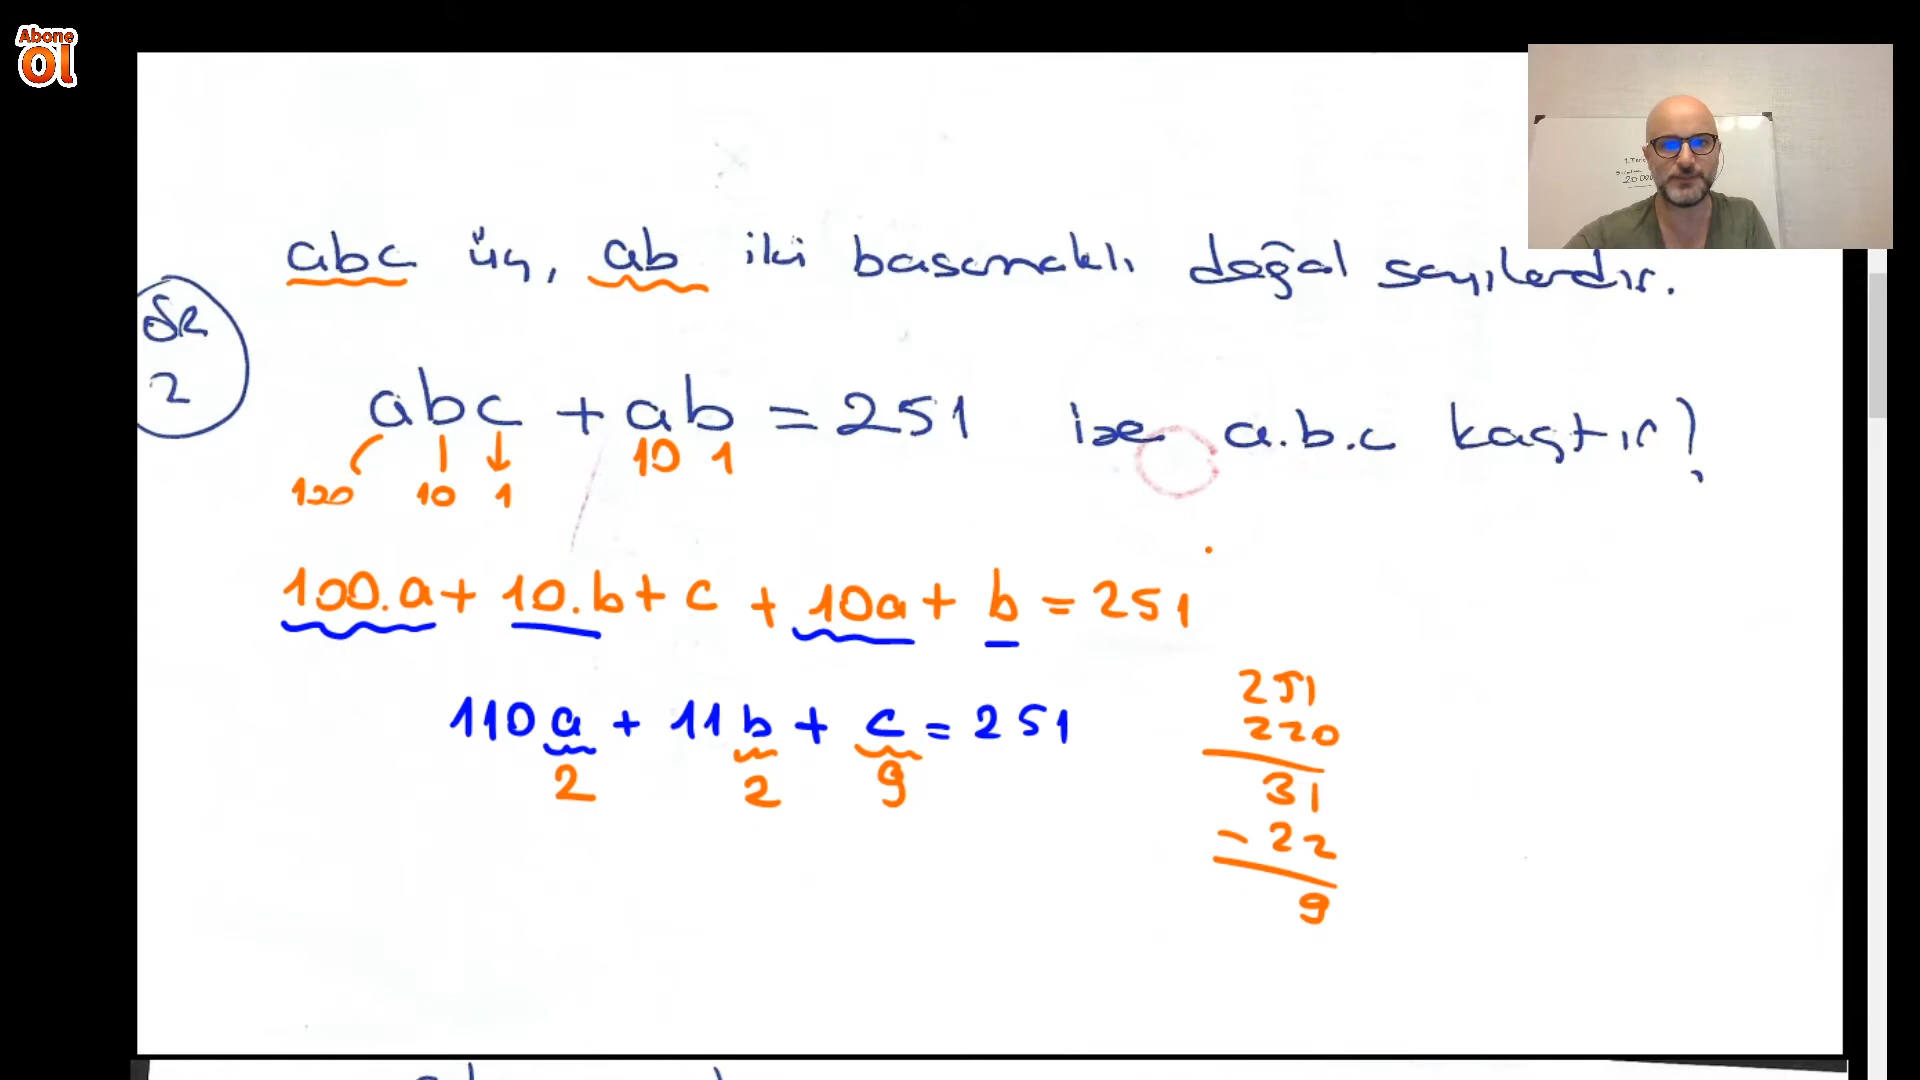 Abone
Ol
abc üç, ab iki basamaklı doğal sayılardır.
ÖR
2
abc + ab = 251 ise a.b.c kaçtır?
100 10 1 10 1
100.a + 10.b + c + 10a + b = 251
110a + 11b + c = 251
2 2 9
251
220
31
- 22
9
20000